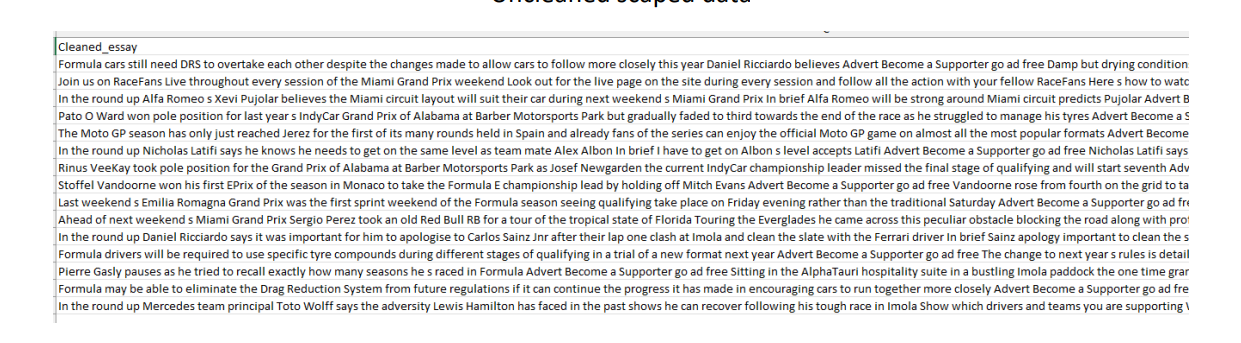 Uncleaned scaped data
Cleaned_essay
Formula cars still need DRS to overtake each other despite the changes made to allow cars to follow more closely this year Daniel Ricciardo believes Advert Become a Supporter go ad free Damp but drying condition
Join us on RaceFans Live throughout every session of the Miami Grand Prix weekend Look out for the live page on the site during every session and follow all the action with your fellow RaceFans Here s how to watc
In the round up Alfa Romeo s Xevi Pujolar believes the Miami circuit layout will suit their car during next weekend s Miami Grand Prix In brief Alfa Romeo will be strong around Miami circuit predicts Pujolar Advert B
Pato O Ward won pole position for last year s IndyCar Grand Prix of Alabama at Barber Motorsports Park but gradually faded to third towards the end of the race as he struggled to manage his tyres Advert Become a S
The Moto GP season has only just reached Jerez for the first of its many rounds held in Spain and already fans of the series can enjoy the official Moto GP game on almost all the most popular formats Advert Become
In the round up Nicholas Latifi says he knows he needs to get on the same level as team mate Alex Albon In brief I have to get on Albon s level accepts Latifi Advert Become a Supporter go ad free Nicholas Latifi says
Rinus VeeKay took pole position for the Grand Prix of Alabama at Barber Motorsports Park as Josef Newgarden the current IndyCar championship leader missed the final stage of qualifying and will start seventh Adv
Stoffel Vandoorne won his first EPrix of the season in Monaco to take the Formula E championship lead by holding off Mitch Evans Advert Become a Supporter go ad free Vandoorne rose from fourth on the grid to ta
Last weekend s Emilia Romagna Grand Prix was the first sprint weekend of the Formula season seeing qualifying take place on Friday evening rather than the traditional Saturday Advert Become a Supporter go ad fre
Ahead of next weekend s Miami Grand Prix Sergio Perez took an old Red Bull RB for a tour of the tropical state of Florida Touring the Everglades he came across this peculiar obstacle blocking the road along with pro
In the round up Daniel Ricciardo says it was important for him to apologise to Carlos Sainz Jnr after their lap one clash at Imola and clean the slate with the Ferrari driver In brief Sainz apology important to clean the s
Formula drivers will be required to use specific tyre compounds during different stages of qualifying in a trial of a new format next year Advert Become a Supporter go ad free The change to next year s rules is detail
Pierre Gasly pauses as he tried to recall exactly how many seasons he s raced in Formula Advert Become a Supporter go ad free Sitting in the AlphaTauri hospitality suite in a bustling Imola paddock the one time gran
Formula may be able to eliminate the Drag Reduction System from future regulations if it can continue the progress it has made in encouraging cars to run together more closely Advert Become a Supporter go ad fre
In the round up Mercedes team principal Toto Wolff says the adversity Lewis Hamilton has faced in the past shows he can recover following his tough race in Imola Show which drivers and teams you are supporting